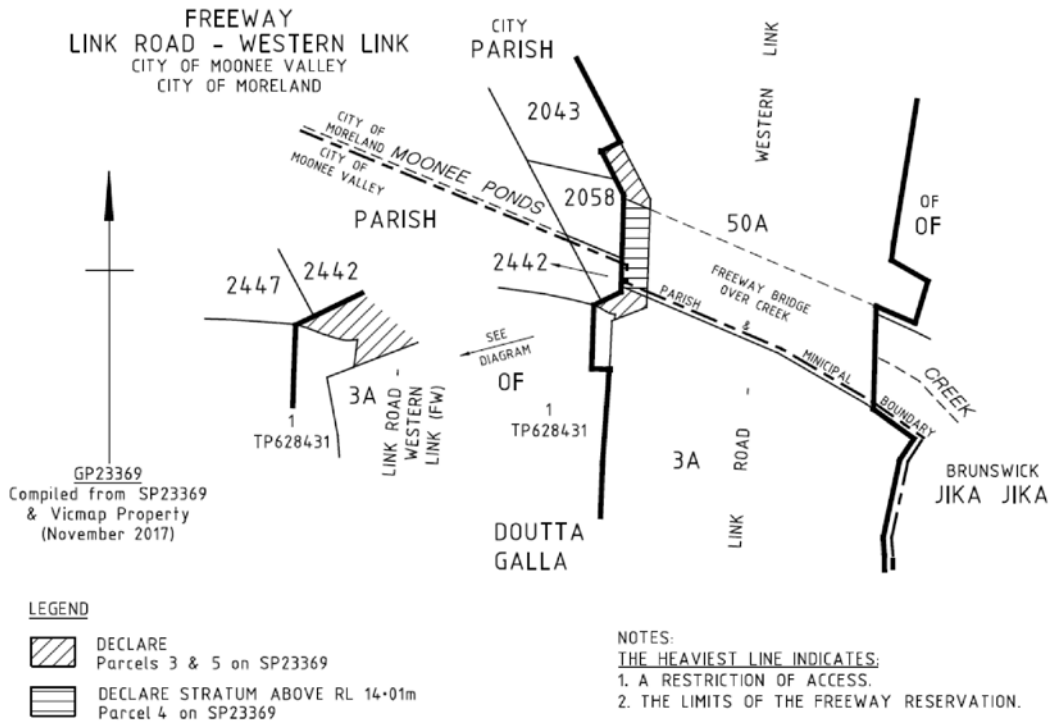 FREEWAY
LINK ROAD - WESTERN LINK
CITY OF MOONEE VALLEY
CITY OF MORELAND
CITY
PARISH
WESTERN LINK
2043
CITY OF
MORELAND
CITY OF
MOONEE VALLEY
MOONEE PONDS
2058
50A
OF
OF
PARISH
2442
2447
2442
FREEWAY BRIDGE
OVER CREEK
PARISH & MINICIPAL BOUNDARY
CREEK
SEE
DIAGRAM
OF
3A
LINK ROAD -
WESTERN
LINK (FW)
1
TP628431
1
TP628431
3A
LINK ROAD -
BRUNSWICK
JIKA JIKA
GP23369
Compiled from SP23369
& Vicmap Property
(November 2017)
DOUTTA
GALLA
LEGEND
DECLARE
Parcels 3 & 5 on SP23369
DECLARE STRATUM ABOVE RL 14·01m
Parcel 4 on SP23369
NOTES:
THE HEAVIEST LINE INDICATES:
1. A RESTRICTION OF ACCESS.
2. THE LIMITS OF THE FREEWAY RESERVATION.